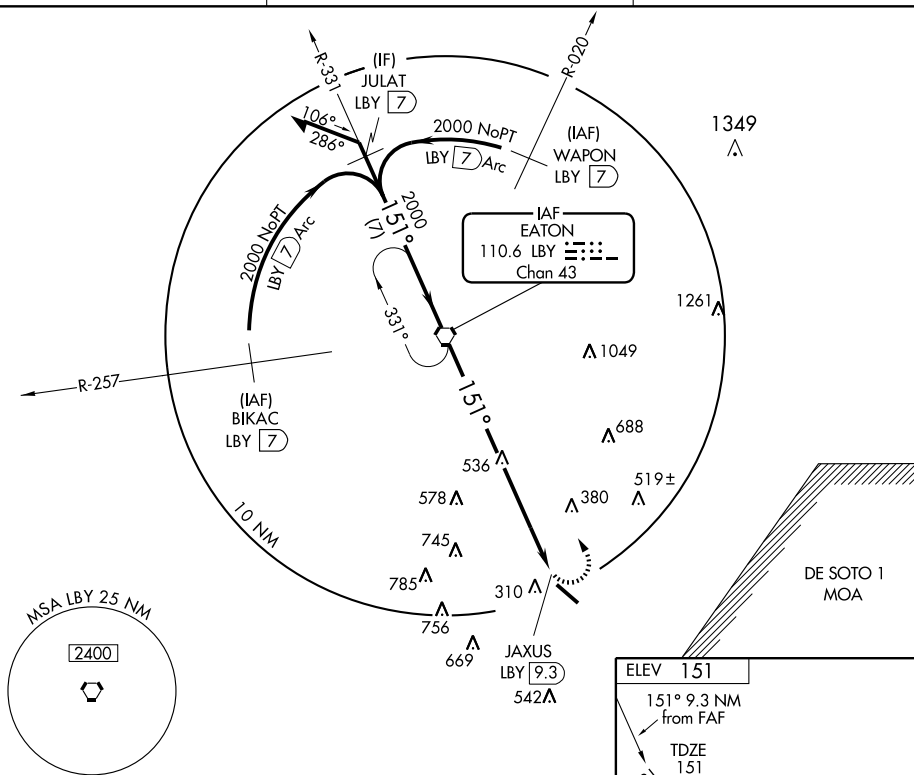 R-331
(IF)
JULAT
LBY 7
R-020
106°
286°
2000 NoPT
LBY 7 Arc
(IAF)
WAPON
LBY 7
1349
2000 NoPT
LBY 7 Arc
2000
151°
(7)
IAF
EATON
110.6 LBY
Chan 43
331°
1261
1049
R-257
(IAF)
BIKAC
LBY 7
151°
688
536
519±
578
380
10 NM
745
785
310
DE SOTO 1
MOA
756
669
JAXUS
LBY 9.3
542
MSA LBY 25 NM
2400
ELEV 151
151° 9.3 NM
from FAF
TDZE
151